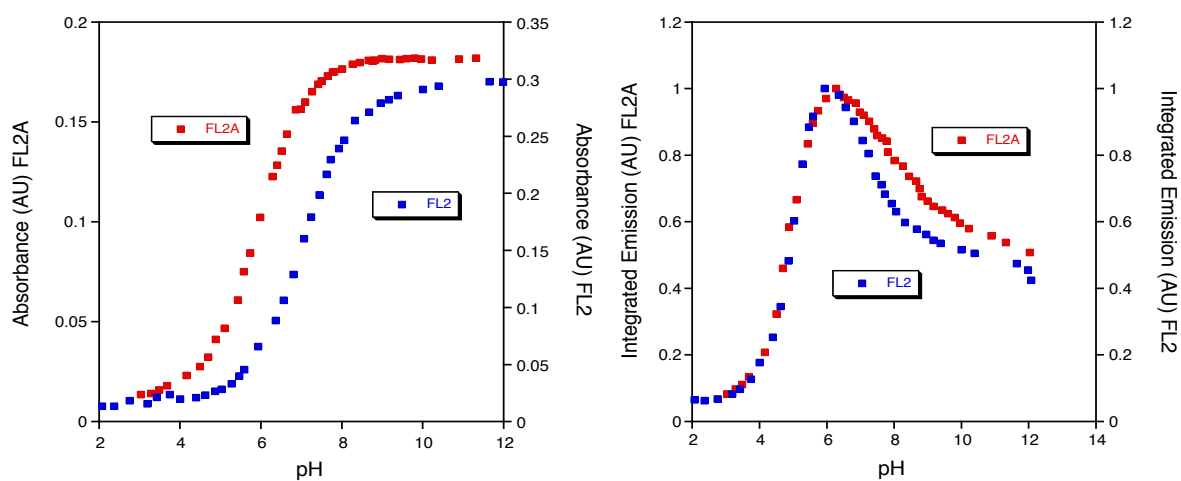 Absorbance (AU) FL2A
0.2
0.15
0.1
0.05
0
FL2A
FL2
0.35
0.3
0.25
0.2
0.15
0.1
0.05
0
Absorbance (AU) FL2
2 4 6 8 10 12
pH
Integrated Emission (AU) FL2A
1.2
1
0.8
0.6
0.4
0.2
0
FL2A
FL2
1.2
1
0.8
0.6
0.4
0.2
0
Integrated Emission (AU) FL2
2 4 6 8 10 12 14
pH